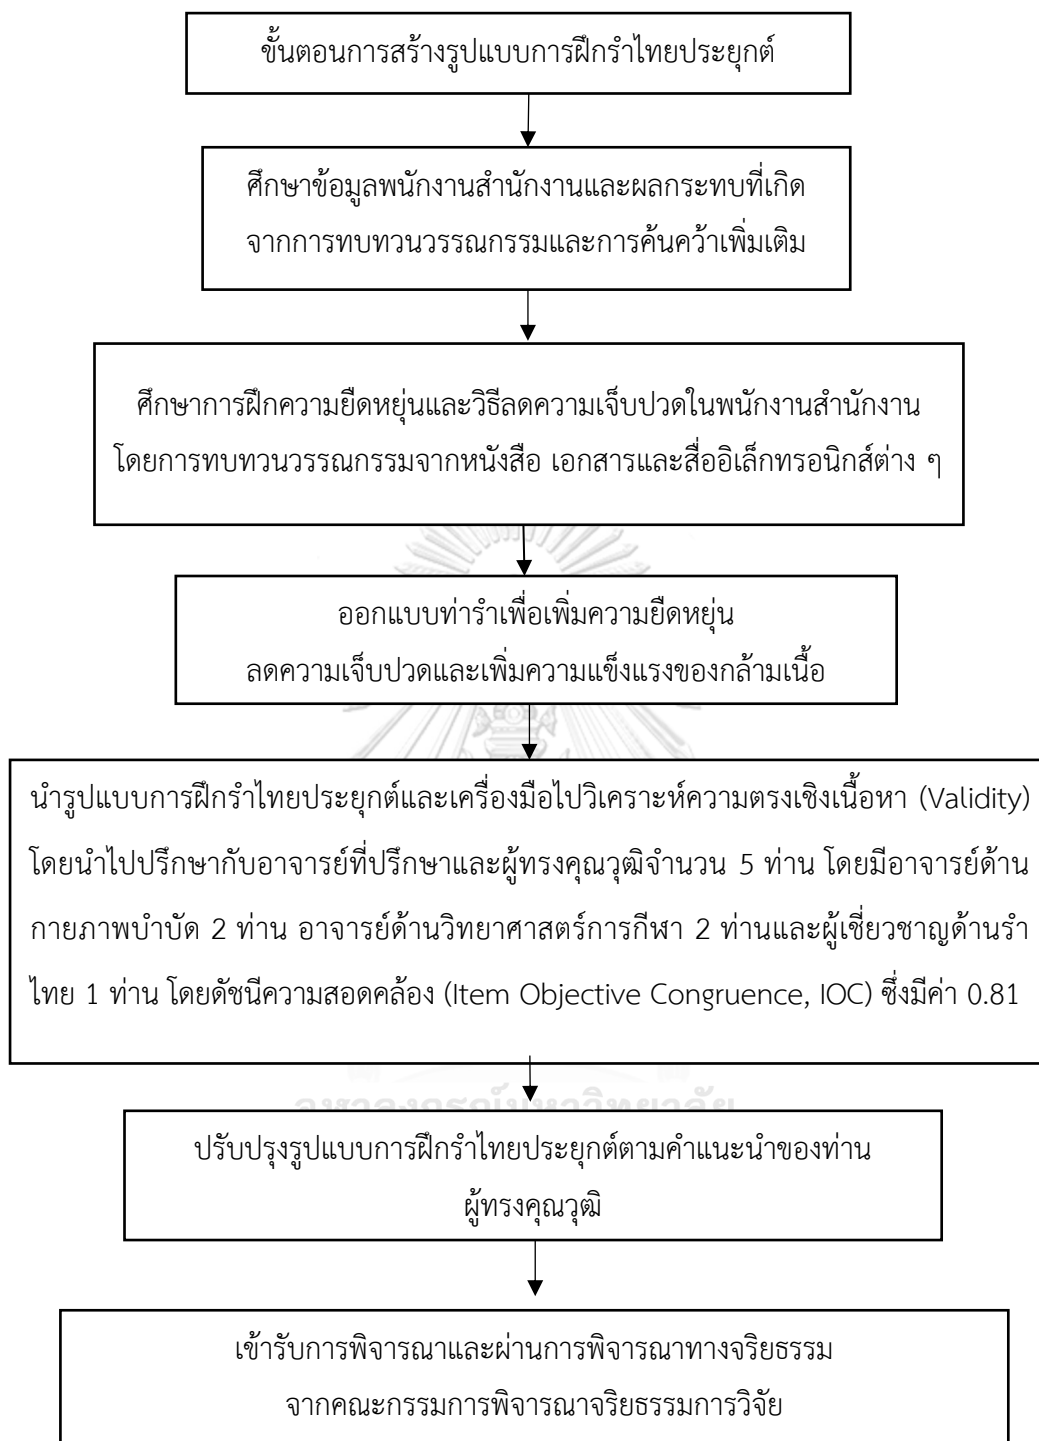 ขั้นตอนการสร้างรูปแบบการฝึกรำไทยประยุกต์
ศึกษาข้อมูลพนักงานสำนักงานและผลกระทบที่เกิด
จากการทบทวนวรรณกรรมและการค้นคว้าเพิ่มเติม
ศึกษาการฝึกความยืดหยุ่นและวิธีลดความเจ็บปวดในพนักงานสำนักงาน
โดยการทบทวนวรรณกรรมจากหนังสือ เอกสารและสื่ออิเล็กทรอนิกส์ต่าง ๆ
ออกแบบท่ารำเพื่อเพิ่มความยืดหยุ่น
ลดความเจ็บปวดและเพิ่มความแข็งแรงของกล้ามเนื้อ
นำรูปแบบการฝึกรำไทยประยุกต์และเครื่องมือไปวิเคราะห์ความตรงเชิงเนื้อหา (Validity)
โดยนำไปปรึกษากับอาจารย์ที่ปรึกษาและผู้ทรงคุณวุฒิจำนวน 5 ท่าน โดยมีอาจารย์ด้าน
กายภาพบำบัด 2 ท่าน อาจารย์ด้านวิทยาศาสตร์การกีฬา 2 ท่านและผู้เชี่ยวชาญด้านรำ
ไทย 1 ท่าน โดยดัชนีความสอดคล้อง (Item Objective Congruence, IOC) ซึ่งมีค่า 0.81
จุฬาลงกรณ์มหาวิทยาลัย
ปรับปรุงรูปแบบการฝึกรำไทยประยุกต์ตามคำแนะนำของท่าน
ผู้ทรงคุณวุฒิ
เข้ารับการพิจารณาและผ่านการพิจารณาทางจริยธรรม
จากคณะกรรมการพิจารณาจริยธรรมการวิจัย